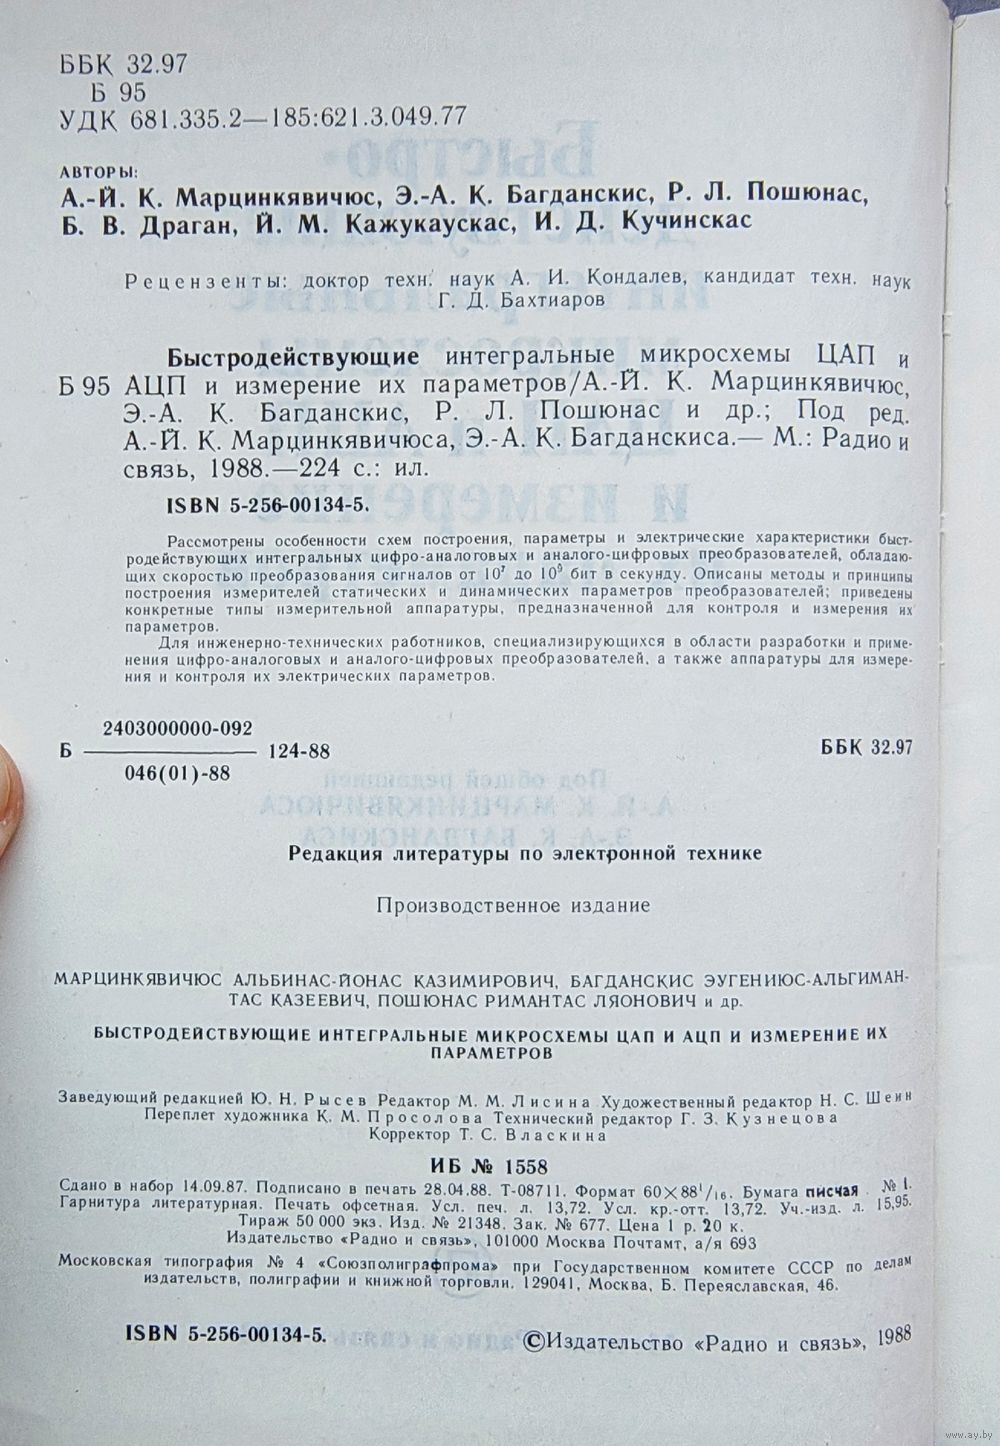 ББК 32.97
Б 95
УДК 681.335.2—185:621.3.049.77
АВТОРЫ:
А.-Й. К. Марцинкявичюс, Э.-А. К. Багданскис, Р. Л. Пошюнас,
Б. В. Драган, Й. М. Кажукаускас, И. Д. Кучинскас
Рецензенты: доктор техн. наук А. И. Кондалев, кандидат техн. наук
Г. Д. Бахтиаров
Быстродействующие интегральные микросхемы ЦАП и
Б 95 АЦП и измерение их параметров/А.-Й. К. Марцинкявичюс,
Э.-А. К. Багданскис, Р. Л. Пошюнас и др.; Под ред.
А.-Й. К. Марцинкявичюса, Э.-А. К. Багданскиса.— М.: Радио и
связь, 1988.—224 с.: ил.
ISBN 5-256-00134-5.
Рассмотрены особенности схем построения, параметры и электрические характеристики быст-
родействующих интегральных цифро-аналоговых и аналого-цифровых преобразователей, обладаю-
щих скоростью преобразования сигналов от 10⁷ до 10⁹ бит в секунду. Описаны методы и принципы
построения измерителей статических и динамических параметров преобразователей; приведены
конкретные типы измерительной аппаратуры, предназначенной для контроля и измерения их
параметров.
Для инженерно-технических работников, специализирующихся в области разработки и приме-
нения цифро-аналоговых и аналого-цифровых преобразователей, а также аппаратуры для измере-
ния и контроля их электрических параметров.
2403000000-092
Б 124-88 ББК 32.97
046(01)-88
Редакция литературы по электронной технике
Производственное издание
МАРЦИНКЯВИЧЮС АЛЬБИНАС-ЙОНАС КАЗИМИРОВИЧ, БАГДАНСКИС ЭУГЕНИЮС-АЛЬГИМАН-
ТАС КАЗЕЕВИЧ, ПОШЮНАС РИМАНТАС ЛЯОНОВИЧ и др.
БЫСТРОДЕЙСТВУЮЩИЕ ИНТЕГРАЛЬНЫЕ МИКРОСХЕМЫ ЦАП И АЦП И ИЗМЕРЕНИЕ ИХ
ПАРАМЕТРОВ
Заведующий редакцией Ю. Н. Рысев Редактор М. М. Лисина Художественный редактор Н. С. Шеин
Переплет художника К. М. Просолова Технический редактор Г. З. Кузнецова
Корректор Т. С. Власкина
ИБ № 1558
Сдано в набор 14.09.87. Подписано в печать 28.04.88. Т-08711. Формат 60×88¹/₁₆. Бумага писчая № 1.
Гарнитура литературная. Печать офсетная. Усл. печ. л. 13,72. Усл. кр.-отт. 13,72. Уч.-изд. л. 15,95.
Тираж 50 000 экз. Изд. № 21348. Зак. № 677. Цена 1 р. 20 к.
Издательство «Радио и связь», 101000 Москва Почтамт, а/я 693
Московская типография № 4 «Союзполиграфпрома» при Государственном комитете СССР по делам
издательств, полиграфии и книжной торговли. 129041, Москва, Б. Переяславская, 46.
ISBN 5-256-00134-5.
©Издательство «Радио и связь», 1988
www.ay.by